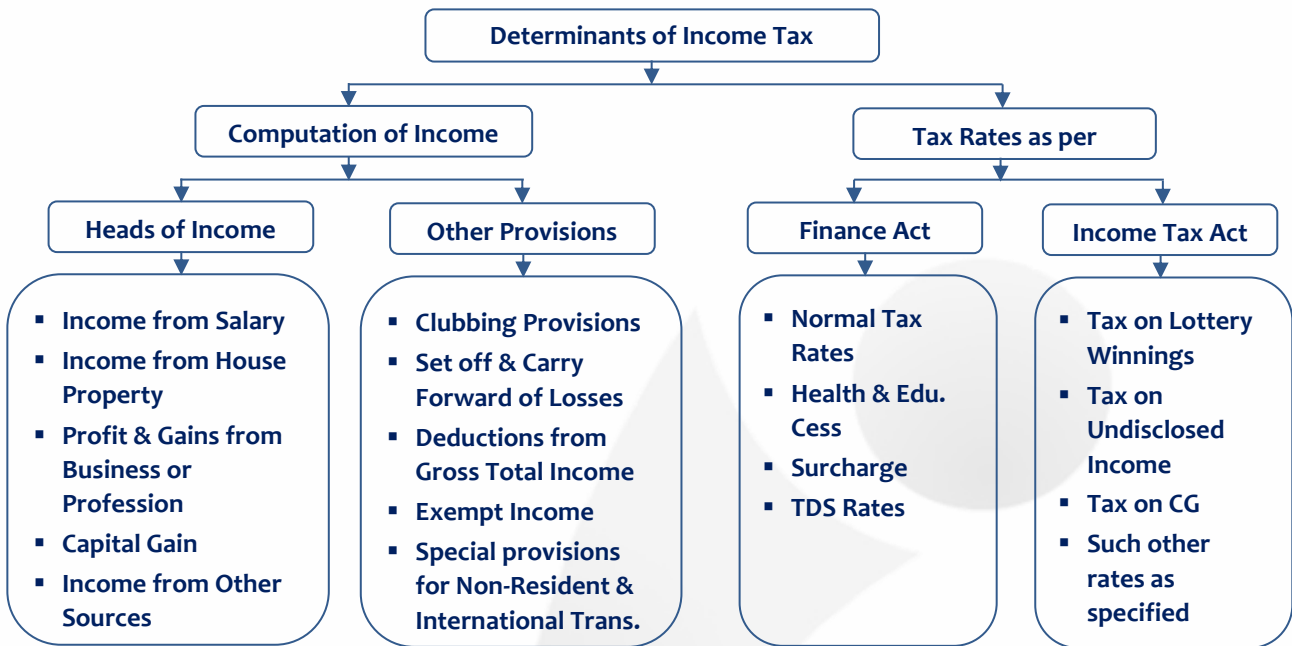 Determinants of Income Tax
Computation of Income
Tax Rates as per
Heads of Income
Other Provisions
Finance Act
Income Tax Act
▪ Income from Salary
▪ Income from House
Property
▪ Profit & Gains from
Business or
Profession
▪ Capital Gain
▪ Income from Other
Sources
▪ Clubbing Provisions
▪ Set off & Carry
Forward of Losses
▪ Deductions from
Gross Total Income
▪ Exempt Income
▪ Special provisions
for Non-Resident &
International Trans.
▪ Normal Tax
Rates
▪ Health & Edu.
Cess
▪ Surcharge
▪ TDS Rates
▪ Tax on Lottery
Winnings
▪ Tax on
Undisclosed
Income
▪ Tax on CG
▪ Such other
rates as
specified